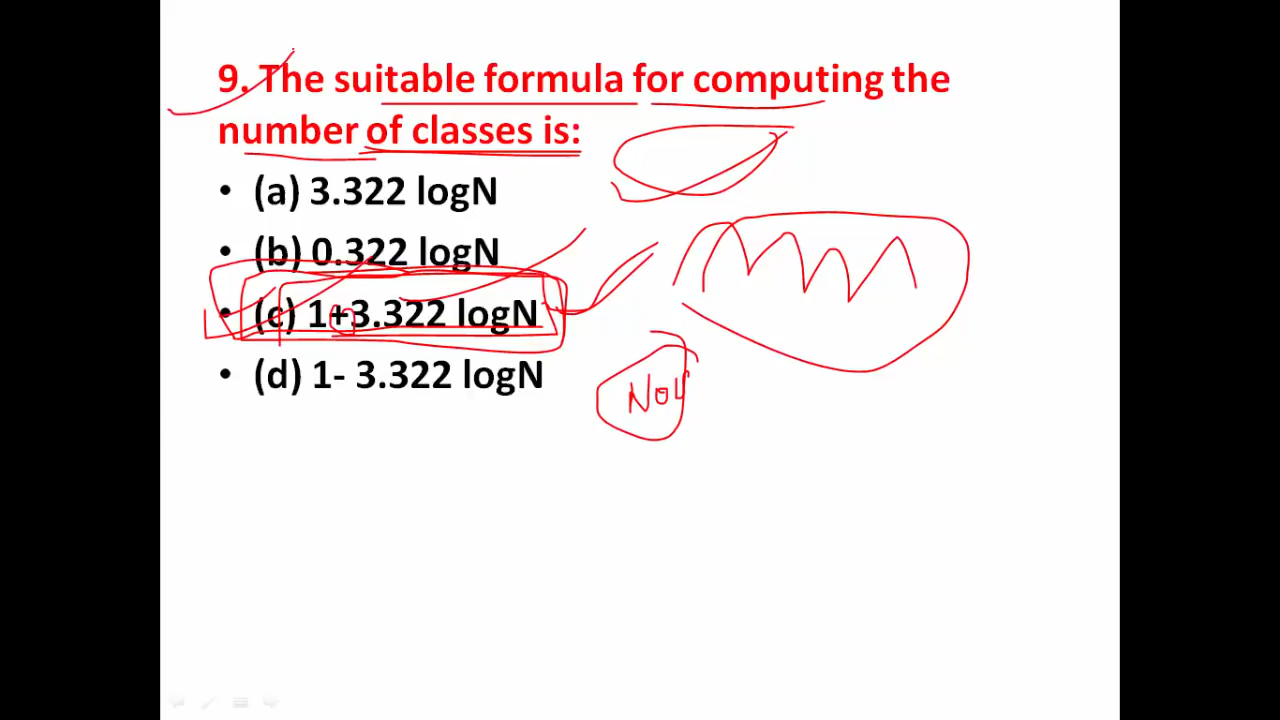 9. The suitable formula for computing the
number of classes is:
• (a) 3.322 logN
• (b) 0.322 logN
• (c) 1+3.322 logN
• (d) 1- 3.322 logN